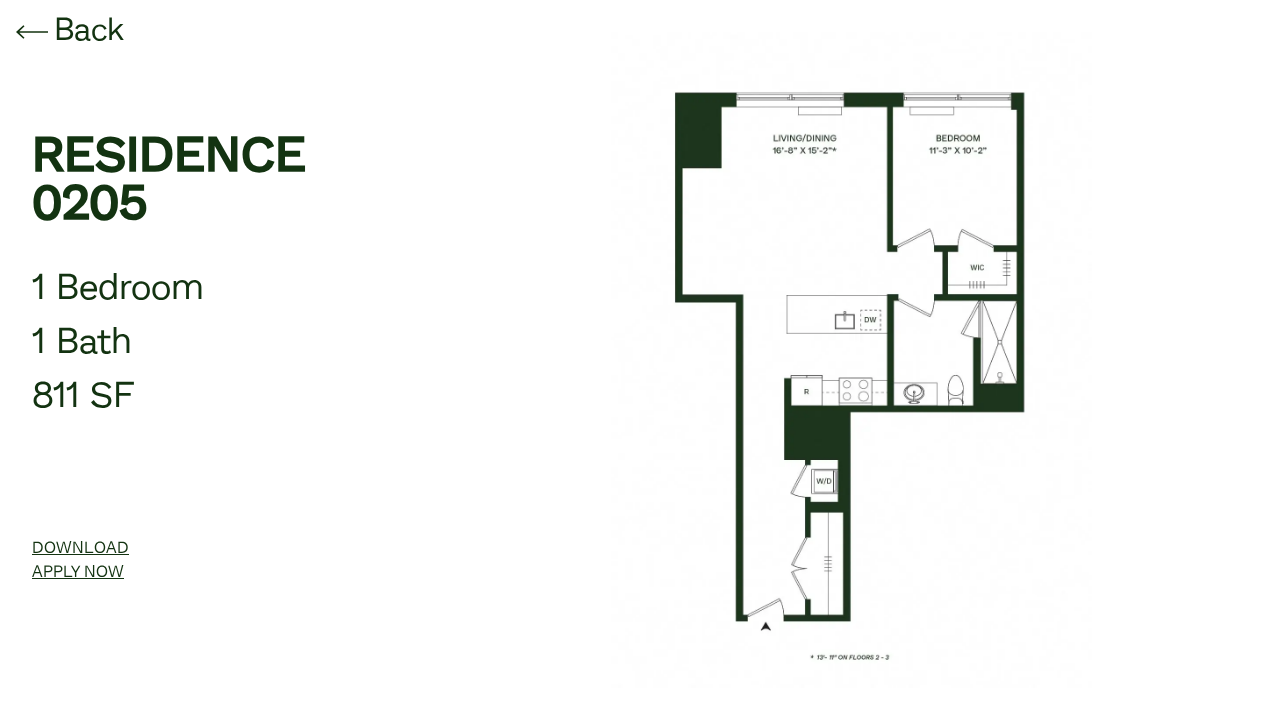 Back
RESIDENCE
0205
1 Bedroom
1 Bath
811 SF
DOWNLOAD
APPLY NOW
LIVING/DINING
16'-8" X 15'-2"*
BEDROOM
11'-3" X 10'-2"
WIC
DW
R
W/D
* 13'- 11" ON FLOORS 2 - 3